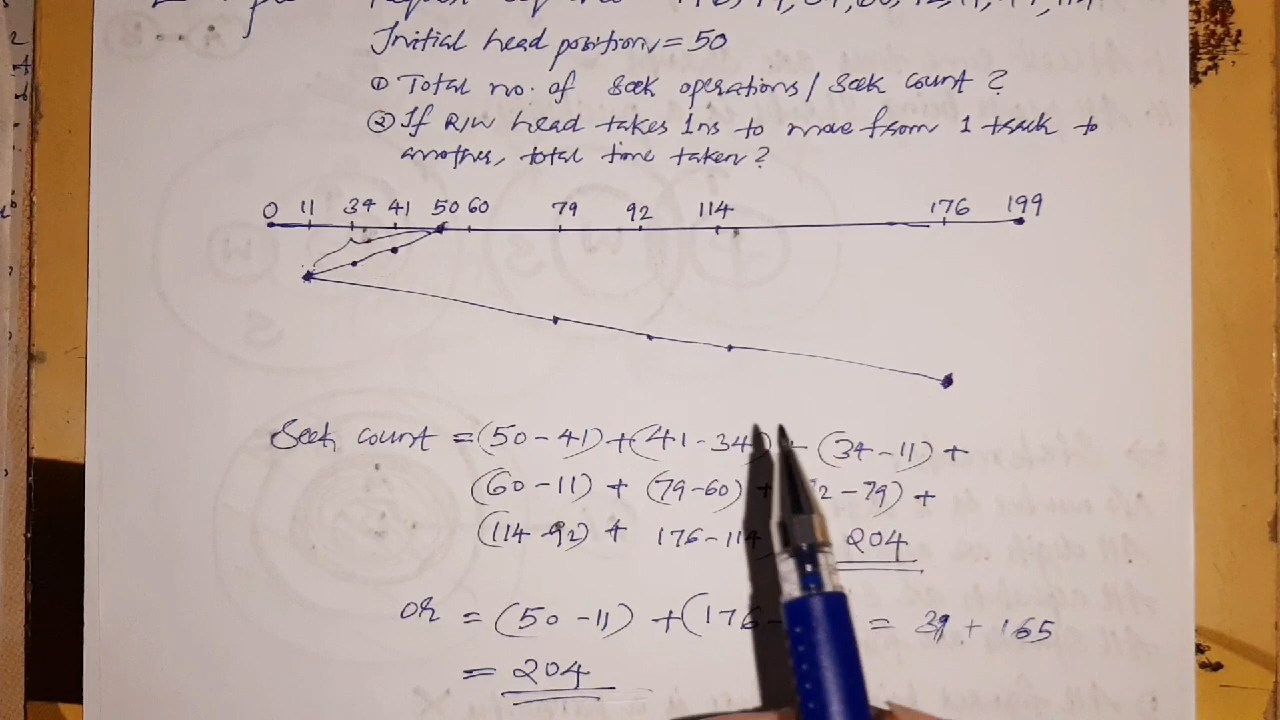 Initial head position = 50
① Total no. of seek operations / Seek count ?
② If R/W head takes 1ns to move from 1 track to
another, total time taken ?
0 11 34 41 50 60 79 92 114 176 199
Seek count = (50-41)+(41-34)+(34-11)+
(60-11) + (79-60) + 2-79) +
(114-92) + 176-114 204
or = (50-11) +(176- = 39 + 165
= 204